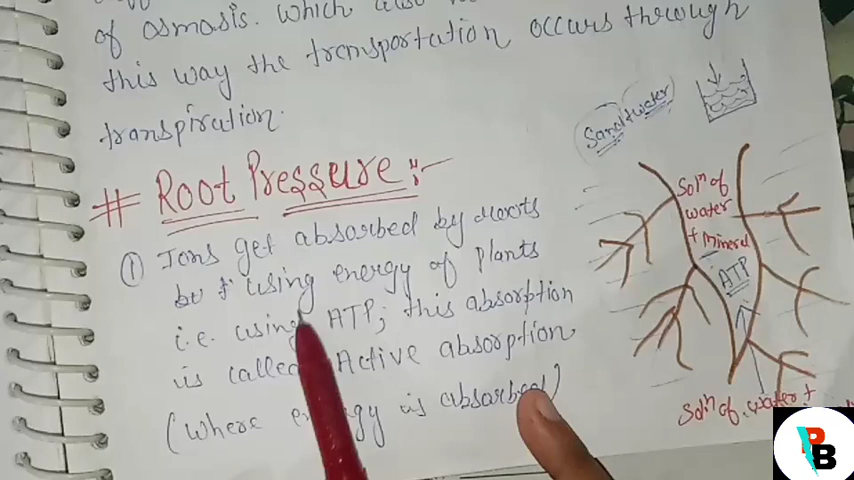 of osmosis. Which also
this way the transportation occurs through
transpiration.
# Root Pressure :-
① Ions get absorbed by roots
by using energy of plants
i.e. using ATP; this absorption
is called Active absorption
(where energy is absorbed)
Sand+water
Solⁿ of
water
+ Mineral
ATP
Solⁿ of water +
PB